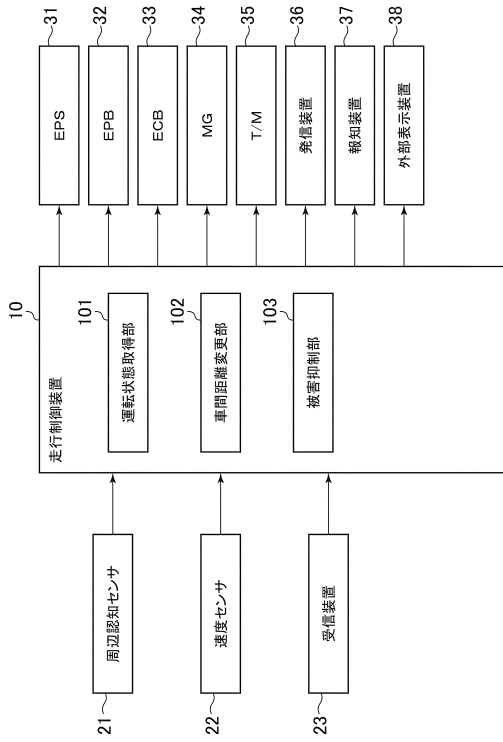 10
走行制御装置
101
運転状態取得部
102
車間距離変更部
103
被害抑制部
周辺認知センサ
21
速度センサ
22
受信装置
23
EPS
31
EPB
32
ECB
33
MG
34
T/M
35
発信装置
36
報知装置
37
外部表示装置
38